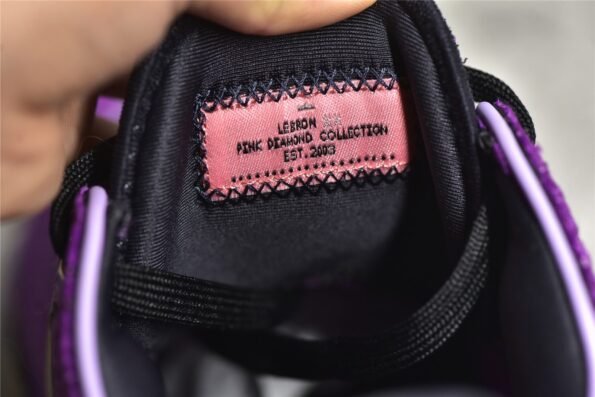 LEBRON
PINK DIAMOND COLLECTION
EST.2003